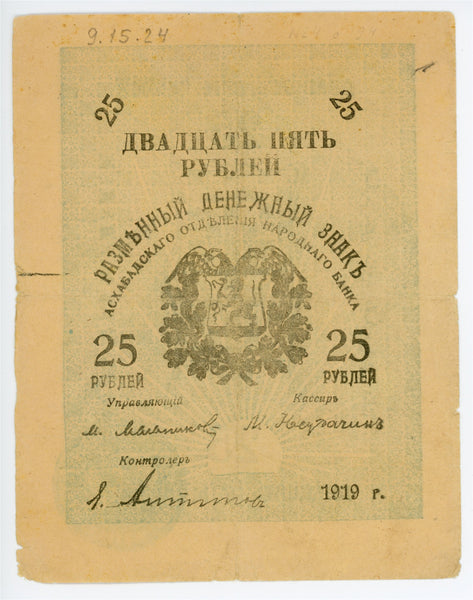 9.15.24
25 25
ДВАДЦАТЬ ПЯТЬ
РУБЛЕЙ
РАЗМѢННЫЙ ДЕНЕЖНЫЙ ЗНАКЪ
АСХАБАДСКАГО ОТДѢЛЕНІЯ НАРОДНАГО БАНКА
25 25
РУБЛЕЙ РУБЛЕЙ
Управляющій Кассиръ
М.
Контролеръ
1919 г.